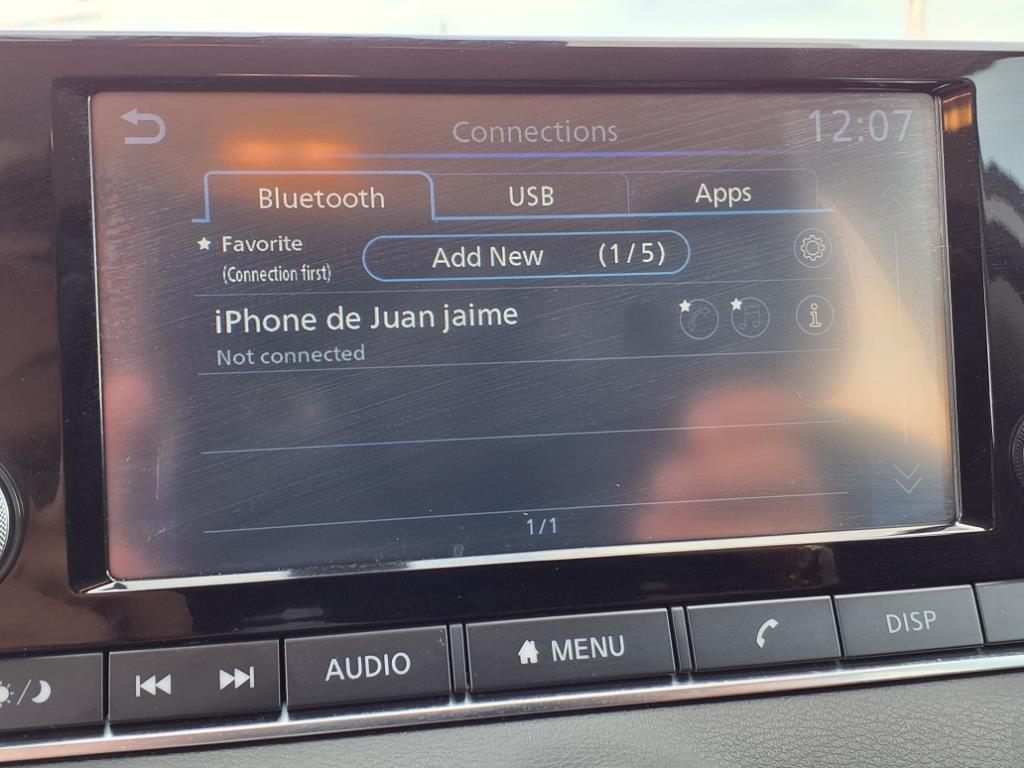 Connections 12:07
Bluetooth USB Apps
Favorite
(Connection first)
Add New (1/5)
iPhone de Juan jaime
Not connected
1/1
AUDIO MENU DISP